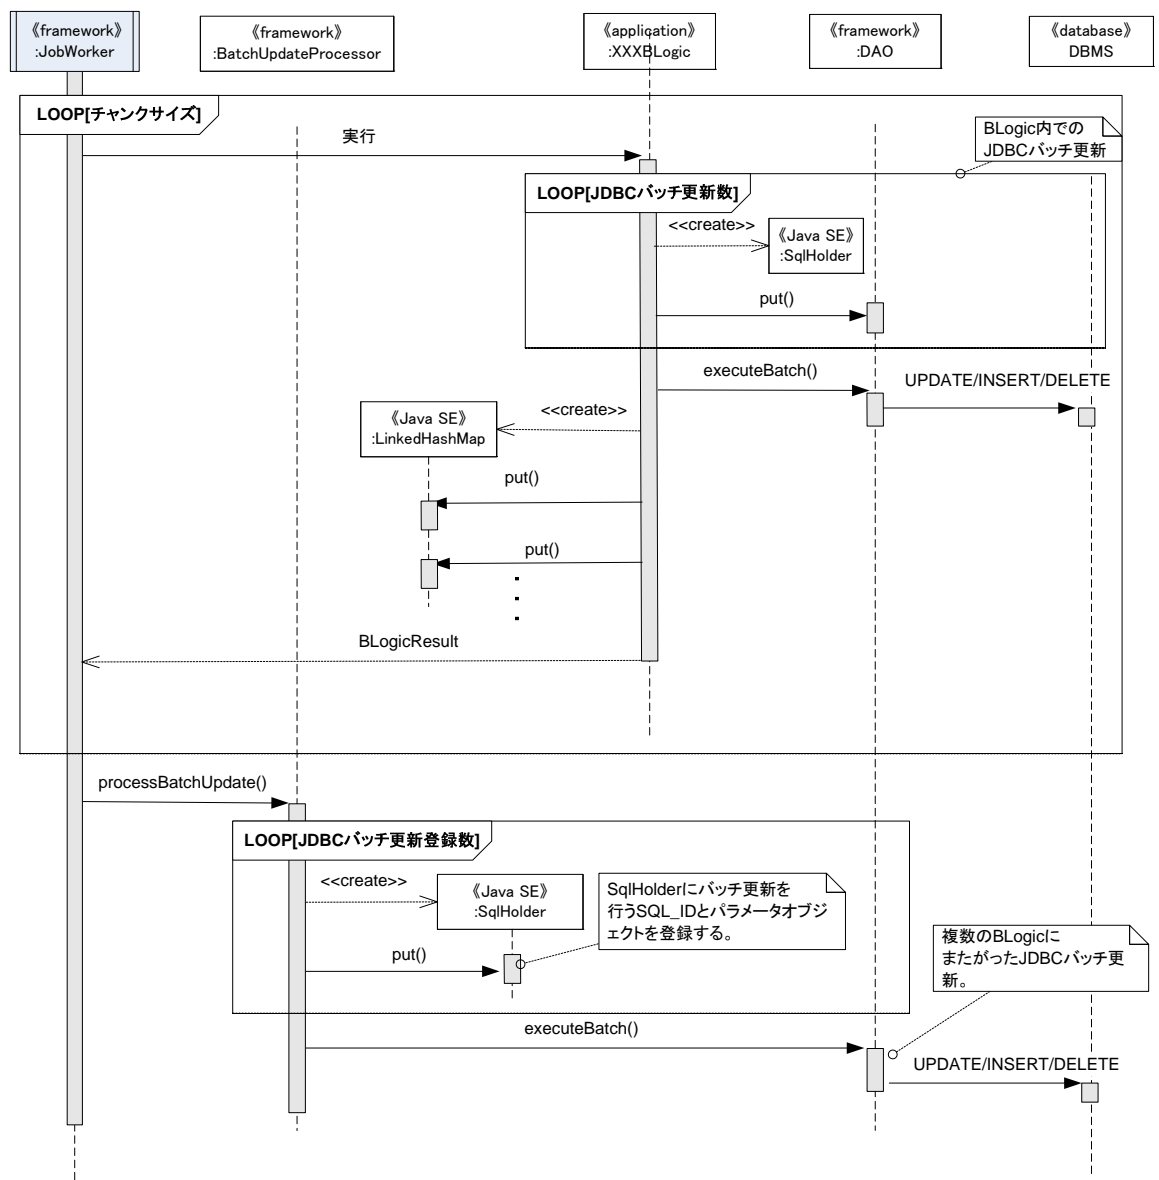 《framework》
:JobWorker
《framework》
:BatchUpdateProcessor
《application》
:XXXBLogic
《framework》
:DAO
《database》
DBMS
LOOP[チャンクサイズ]
実行
BLogic内での
JDBCバッチ更新
LOOP[JDBCバッチ更新数]
<<create>>
《Java SE》
:SqlHolder
put()
executeBatch()
UPDATE/INSERT/DELETE
《Java SE》
:LinkedHashMap
<<create>>
put()
put()
BLogicResult
processBatchUpdate()
LOOP[JDBCバッチ更新登録数]
<<create>>
《Java SE》
:SqlHolder
SqlHolderにバッチ更新を
行うSQL_IDとパラメータオブジ
ェクトを登録する。
put()
複数のBLogicに
またがったJDBCバッチ更
新。
executeBatch()
UPDATE/INSERT/DELETE